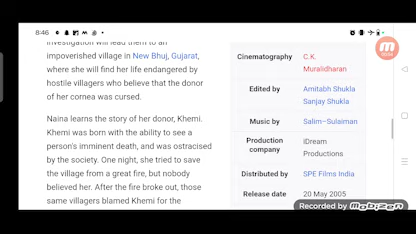 8:46
investigation will lead them to an
impoverished village in New Bhuj, Gujarat,
where she will find her life endangered by
hostile villagers who believe that the donor
of her cornea was cursed.
Naina learns the story of her donor, Khemi.
Khemi was born with the ability to see a
person's imminent death, and was ostracised
by the society. One night, she tried to save
the village from a great fire, but nobody
believed her. After the fire broke out, those
same villagers blamed Khemi for the
Cinematography C.K.
Muralidharan
Edited by Amitabh Shukla
Sanjay Shukla
Music by Salim–Sulaiman
Production IDream
company Productions
Distributed by SPE Films India
Release date 20 May 2005
Recorded by Mobizen